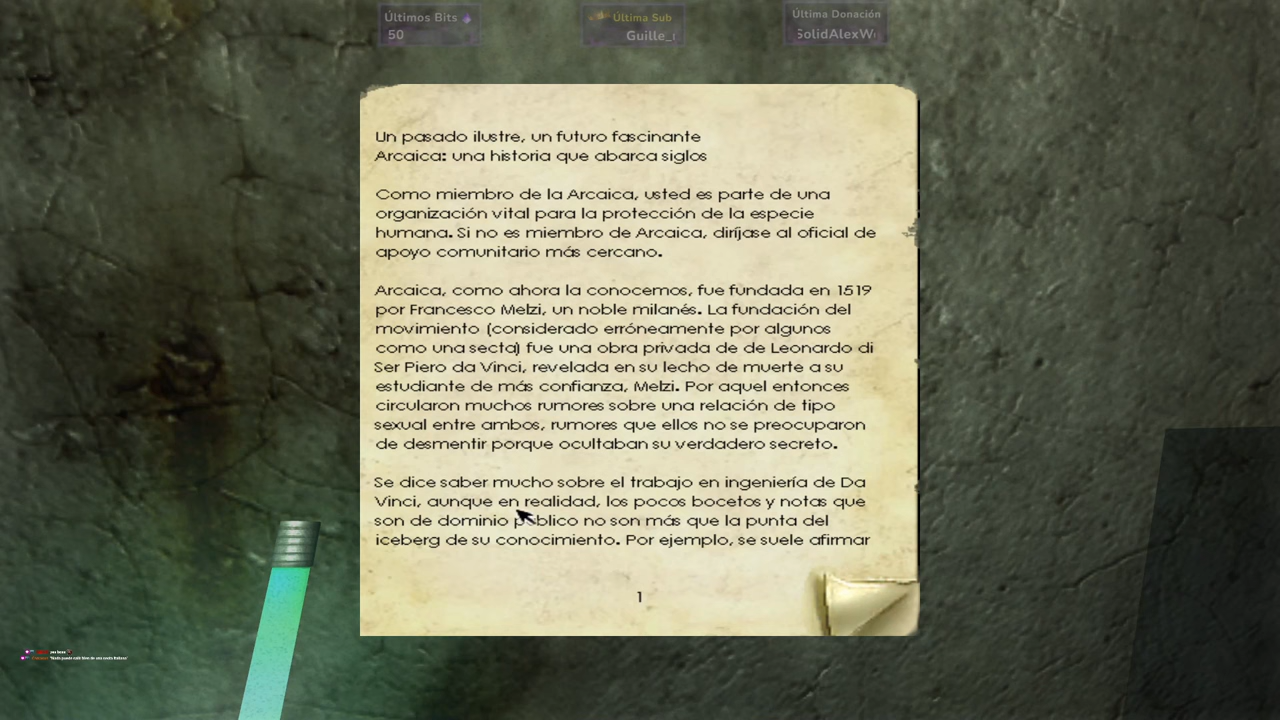 Últimos Bits
50
Última Sub
Guille_
Última Donación
SolidAlexW
Un pasado ilustre, un futuro fascinante
Arcaica: una historia que abarca siglos
Como miembro de la Arcaica, usted es parte de una
organización vital para la protección de la especie
humana. Si no es miembro de Arcaica, diríjase al oficial de
apoyo comunitario más cercano.
Arcaica, como ahora la conocemos, fue fundada en 1519
por Francesco Melzi, un noble milanés. La fundación del
movimiento (considerado erróneamente por algunos
como una secta) fue una obra privada de de Leonardo di
Ser Piero da Vinci, revelada en su lecho de muerte a su
estudiante de más confianza, Melzi. Por aquel entonces
circularon muchos rumores sobre una relación de tipo
sexual entre ambos, rumores que ellos no se preocuparon
de desmentir porque ocultaban su verdadero secreto.
Se dice saber mucho sobre el trabajo en ingeniería de Da
Vinci, aunque en realidad, los pocos bocetos y notas que
son de dominio público no son más que la punta del
iceberg de su conocimiento. Por ejemplo, se suele afirmar
1